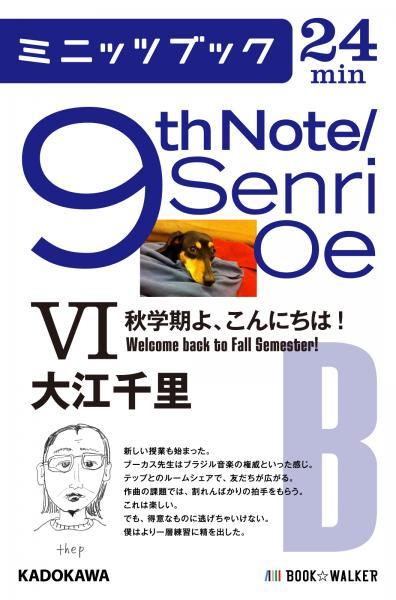 ミニッツブック
24
min
9th Note/
Senri
Oe
VI
秋学期よ、こんにちは！
Welcome back to Fall Semester!
大江千里
B
新しい授業も始まった。
ブーカス先生はブラジル音楽の権威といった感じ。
テップとのルームシェアで、友だちが広がる。
作曲の課題では、割れんばかりの拍手をもらう。
これは楽しい。
でも、得意なものに逃げちゃいけない。
僕はより一層練習に精を出した。
thep
KADOKAWA
BOOK☆WALKER